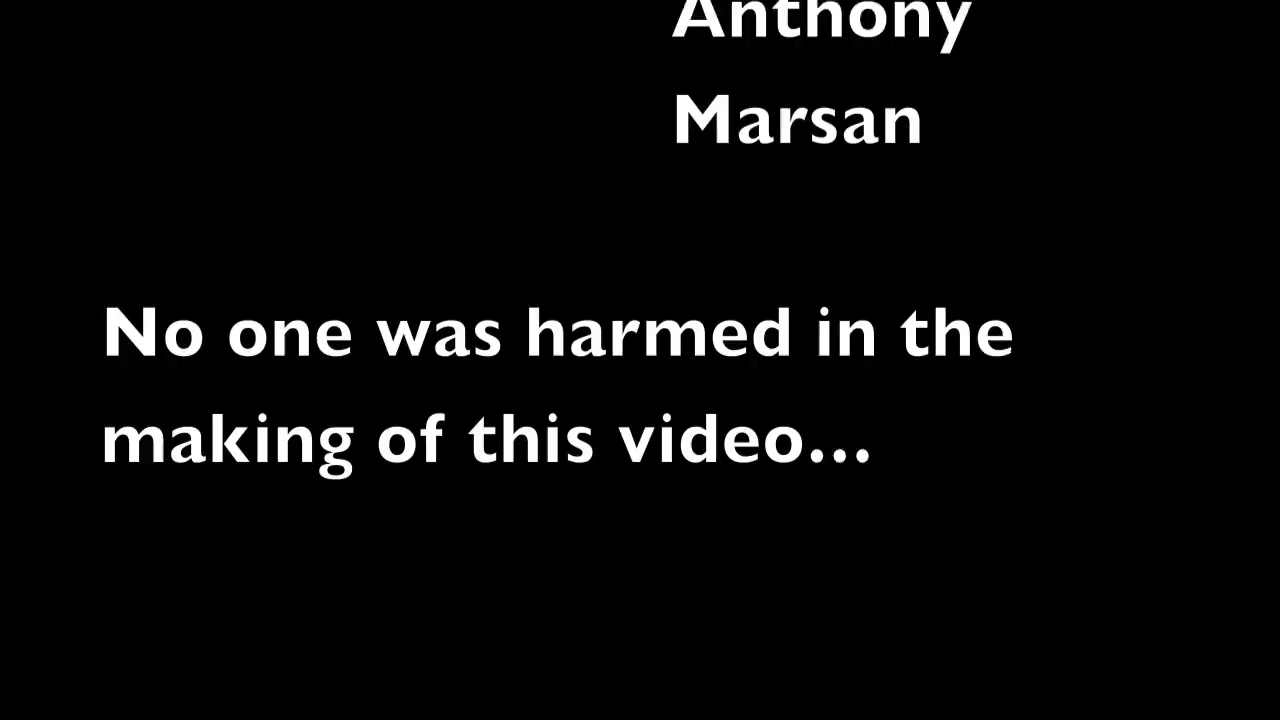 Anthony
Marsan
No one was harmed in the
making of this video...